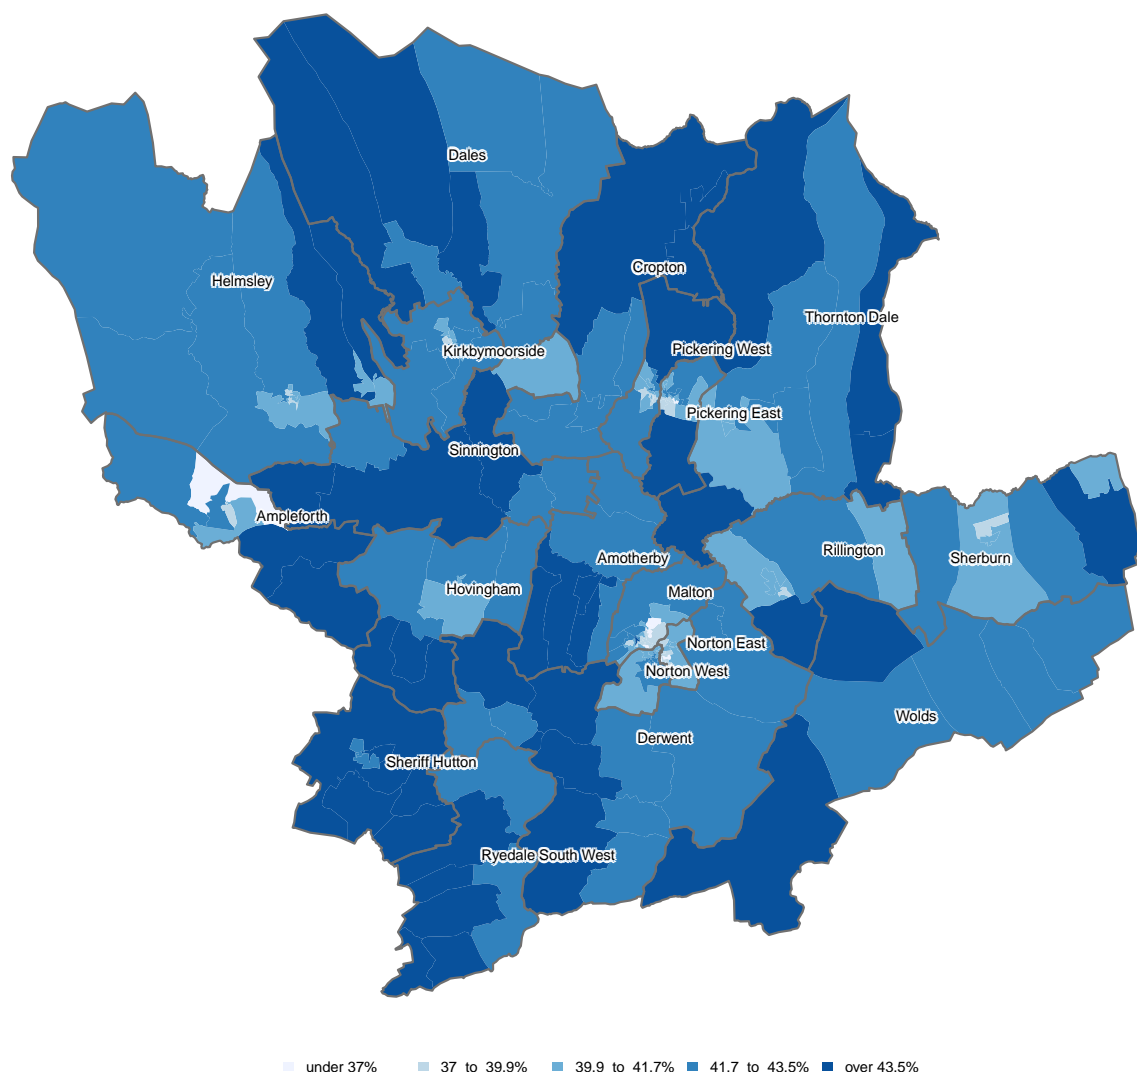 Dales
Cropton
Helmsley
Thornton Dale
Kirkbymoorside
Pickering West
Pickering East
Sinnington
Ampleforth
Rillington
Amotherby
Sherburn
Hovingham
Malton
Norton East
Norton West
Wolds
Derwent
Sheriff Hutton
Ryedale South West
under 37% 37 to 39.9% 39.9 to 41.7% 41.7 to 43.5% over 43.5%